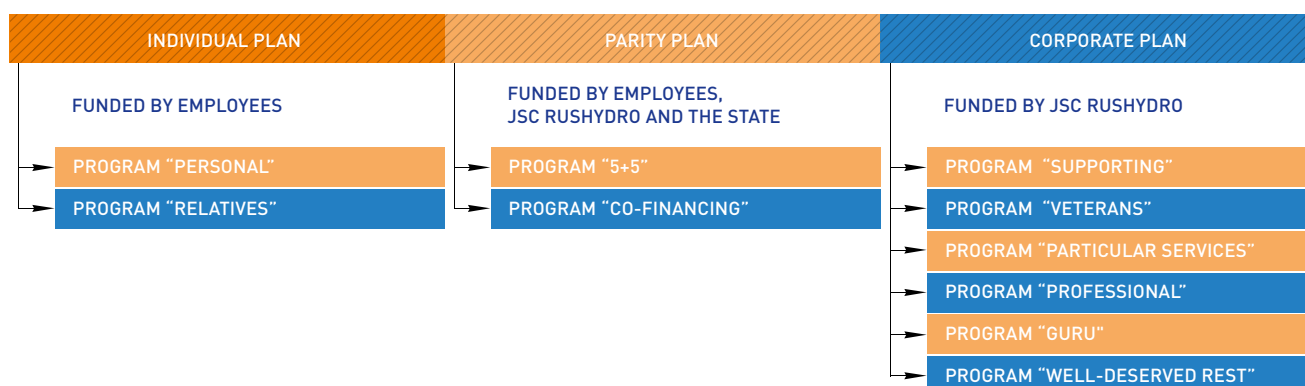 INDIVIDUAL PLAN
FUNDED BY EMPLOYEES
PROGRAM “PERSONAL”
PROGRAM “RELATIVES”
PARITY PLAN
FUNDED BY EMPLOYEES,
JSC RUSHYDRO AND THE STATE
PROGRAM “5+5”
PROGRAM “CO-FINANCING”
CORPORATE PLAN
FUNDED BY JSC RUSHYDRO
PROGRAM “SUPPORTING”
PROGRAM “VETERANS”
PROGRAM “PARTICULAR SERVICES”
PROGRAM “PROFESSIONAL”
PROGRAM “GURU"
PROGRAM “WELL-DESERVED REST”